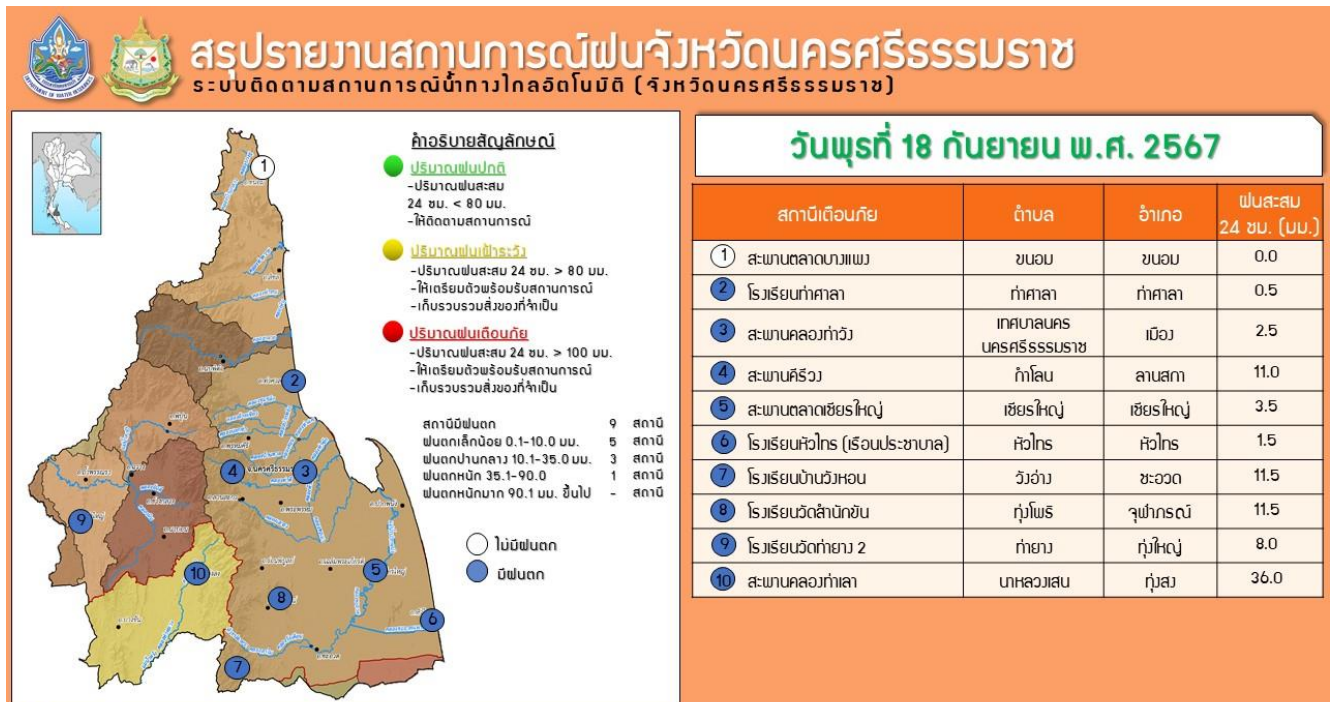 สรุปรายงานสถานการณ์ฝนจังหวัดนครศรีธรรมราช
ระบบติดตามสถานการณ์น้ำทางไกลอัตโนมัติ (จังหวัดนครศรีธรรมราช)
คำอธิบายสัญลักษณ์
ปริมาณฝนปกติ
-ปริมาณฝนสะสม
24 ชม. < 80 มม.
-ให้ติดตามสถานการณ์
ปริมาณฝนเฝ้าระวัง
-ปริมาณฝนสะสม 24 ชม. > 80 มม.
-ให้เตรียมตัวพร้อมรับสถานการณ์
-เก็บรวบรวมสิ่งของที่จำเป็น
ปริมาณฝนเตือนภัย
-ปริมาณฝนสะสม 24 ชม. > 100 มม.
-ให้เตรียมตัวพร้อมรับสถานการณ์
-เก็บรวบรวมสิ่งของที่จำเป็น
สถานีมีฝนตก 9 สถานี
ฝนตกเล็กน้อย 0.1-10.0 มม. 5 สถานี
ฝนตกปานกลาง 10.1-35.0 มม. 3 สถานี
ฝนตกหนัก 35.1-90.0 1 สถานี
ฝนตกหนักมาก 90.1 มม. ขึ้นไป - สถานี
ไม่มีฝนตก
มีฝนตก
1
2
4
3
9
10
5
8
6
7
วันพุธที่ 18 กันยายน พ.ศ. 2567
สถานีเตือนภัย ตำบล อำเภอ ฝนสะสม
24 ชม. (มม.)
1 สะพานตลาดบางแพง ขนอม ขนอม 0.0
2 โรงเรียนท่าศาลา ท่าศาลา ท่าศาลา 0.5
3 สะพานคลองท่าวัง เทศบาลนคร
นครศรีธรรมราช เมือง 2.5
4 สะพานคีรีวง กำโลน ลานสกา 11.0
5 สะพานตลาดเชียรใหญ่ เชียรใหญ่ เชียรใหญ่ 3.5
6 โรงเรียนหัวไทร (เรือนประชาบาล) หัวไทร หัวไทร 1.5
7 โรงเรียนบ้านวังหอน วังอ่าง ชะอวด 11.5
8 โรงเรียนวัดสำนักขัน ทุ่งโพธิ จุฬาภรณ์ 11.5
9 โรงเรียนวัดท่ายาง 2 ท่ายาง ทุ่งใหญ่ 8.0
10 สะพานคลองท่าเลา นาหลวงเสน ทุ่งสง 36.0